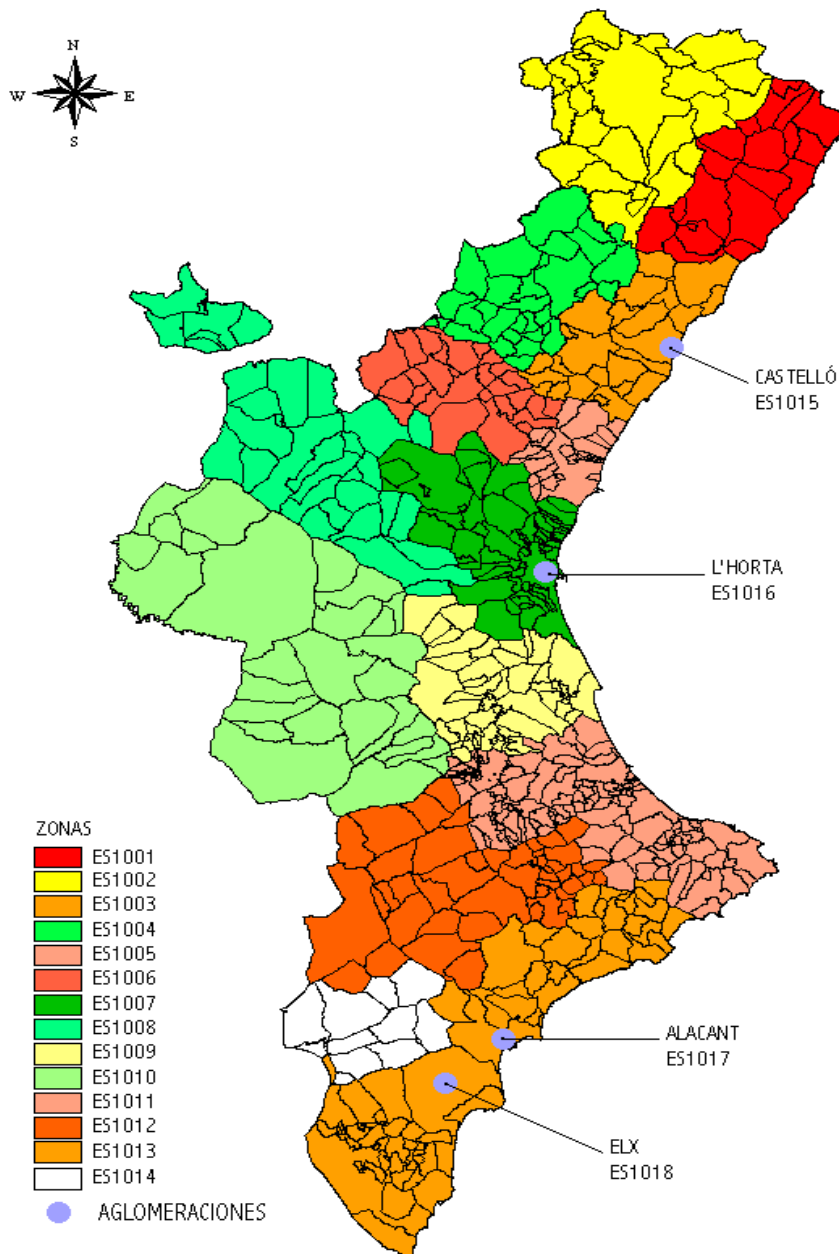 N
W E
S
CASTELLÓ
ES1015
L'HORTA
ES1016
ALACANT
ES1017
ELX
ES1018
ZONAS
ES1001
ES1002
ES1003
ES1004
ES1005
ES1006
ES1007
ES1008
ES1009
ES1010
ES1011
ES1012
ES1013
ES1014
AGLOMERACIONES